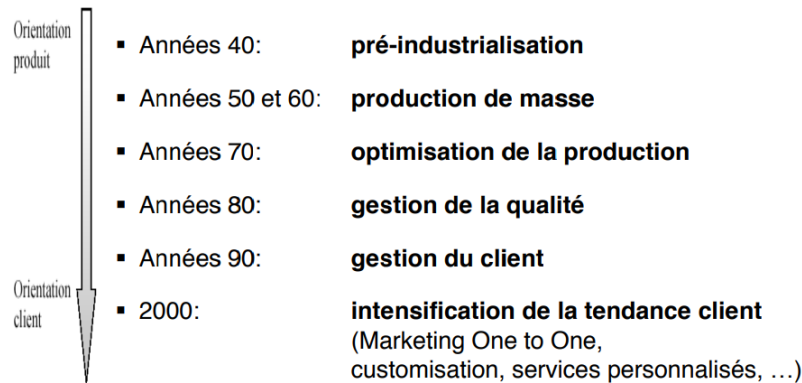 Orientation
produit
▪ Années 40: pré-industrialisation
▪ Années 50 et 60: production de masse
▪ Années 70: optimisation de la production
▪ Années 80: gestion de la qualité
▪ Années 90: gestion du client
Orientation
client
▪ 2000: intensification de la tendance client
(Marketing One to One,
customisation, services personnalisés, …)